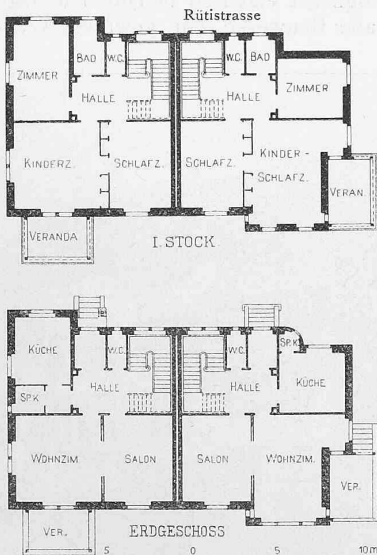 Rütistrasse
BAD W.C. W.C. BAD
ZIMMER ZIMMER
HALLE HALLE
KINDERZ. SCHLAFZ. SCHLAFZ. KINDER-
SCHLAFZ.
VERANDA VERAN.
I. STOCK.
KÜCHE W.C. W.C. SP.K.
HALLE HALLE KÜCHE
SP.K
WOHNZIM. SALON SALON WOHNZIM.
VER. VER.
ERDGESCHOSS
5 0 5 10 m